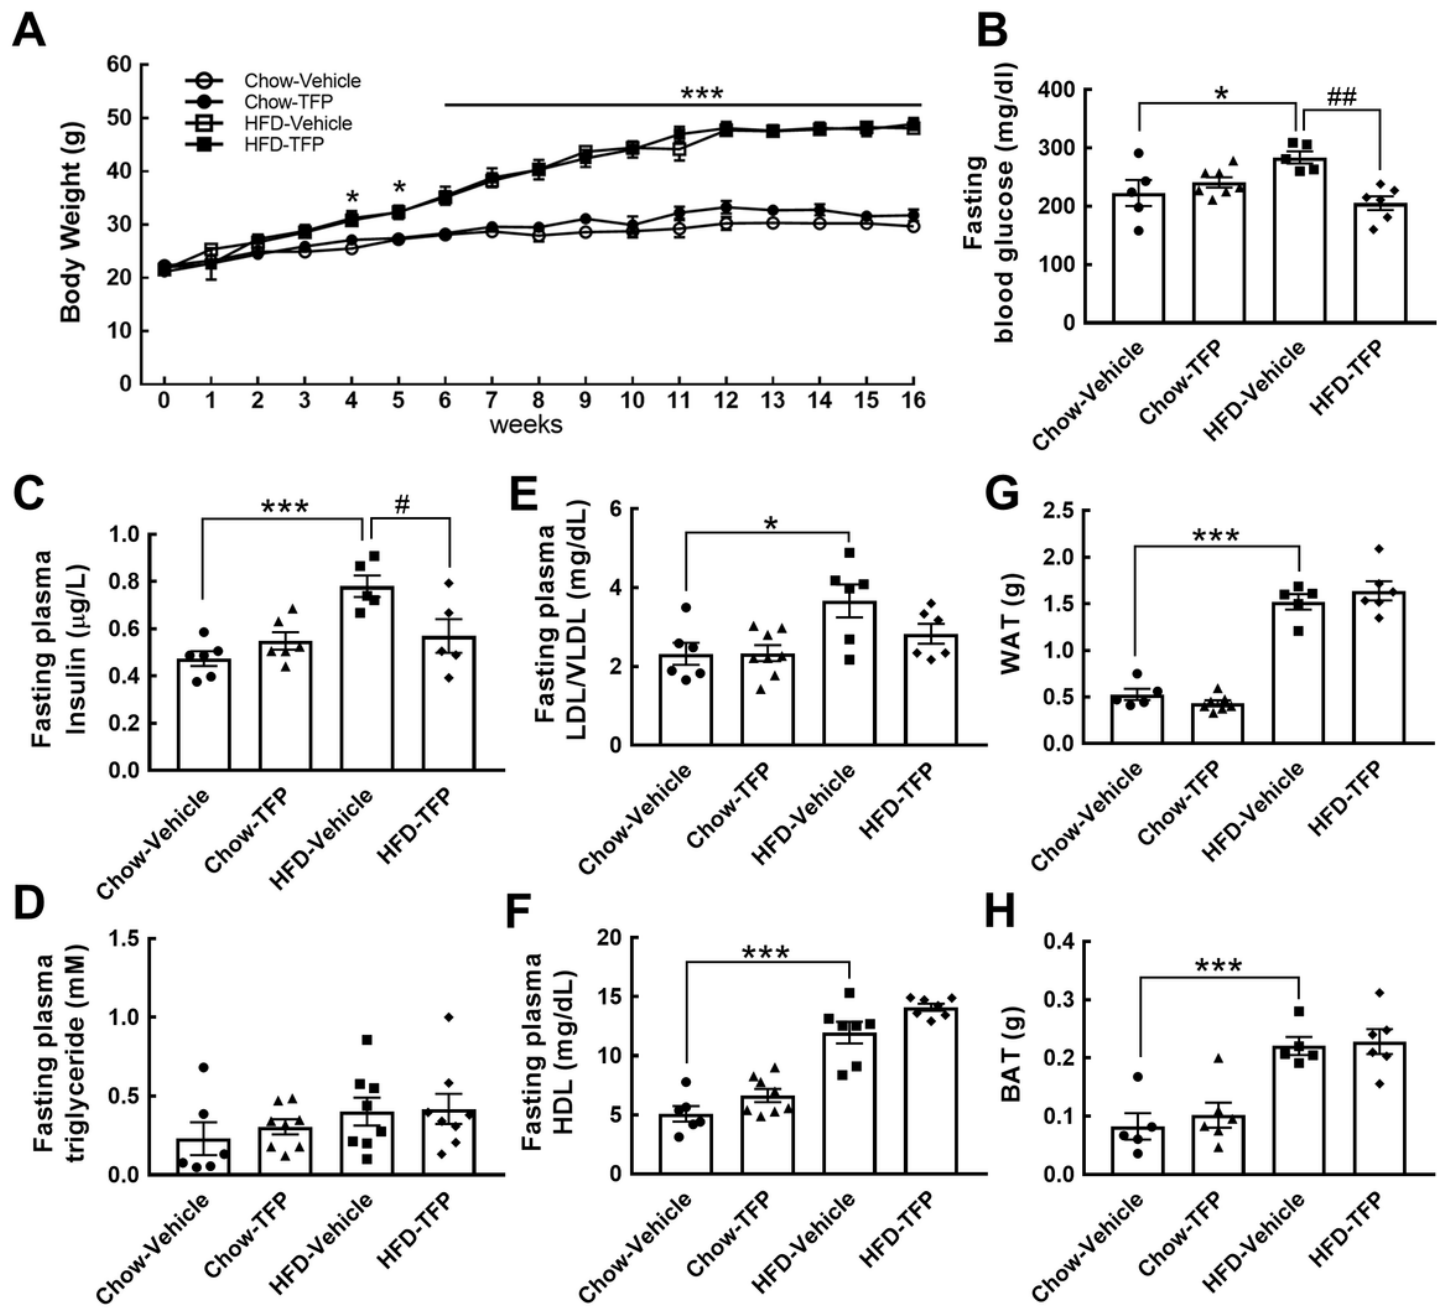 A
Body Weight (g)
60
50
40
30
20
10
0
Chow-Vehicle
Chow-TFP
HFD-Vehicle
HFD-TFP
*
*
***
0 1 2 3 4 5 6 7 8 9 10 11 12 13 14 15 16
weeks
B
Fasting
blood glucose (mg/dl)
400
300
200
100
0
*
##
Chow-Vehicle
Chow-TFP
HFD-Vehicle
HFD-TFP
C
Fasting plasma
Insulin (µg/L)
1.0
0.8
0.6
0.4
0.2
0.0
***
#
Chow-Vehicle
Chow-TFP
HFD-Vehicle
HFD-TFP
E
Fasting plasma
LDL/VLDL (mg/dL)
6
4
2
0
*
Chow-Vehicle
Chow-TFP
HFD-Vehicle
HFD-TFP
G
WAT (g)
2.5
2.0
1.5
1.0
0.5
0.0
***
Chow-Vehicle
Chow-TFP
HFD-Vehicle
HFD-TFP
D
Fasting plasma
triglyceride (mM)
1.5
1.0
0.5
0.0
Chow-Vehicle
Chow-TFP
HFD-Vehicle
HFD-TFP
F
Fasting plasma
HDL (mg/dL)
20
15
10
5
0
***
Chow-Vehicle
Chow-TFP
HFD-Vehicle
HFD-TFP
H
BAT (g)
0.4
0.3
0.2
0.1
0.0
***
Chow-Vehicle
Chow-TFP
HFD-Vehicle
HFD-TFP